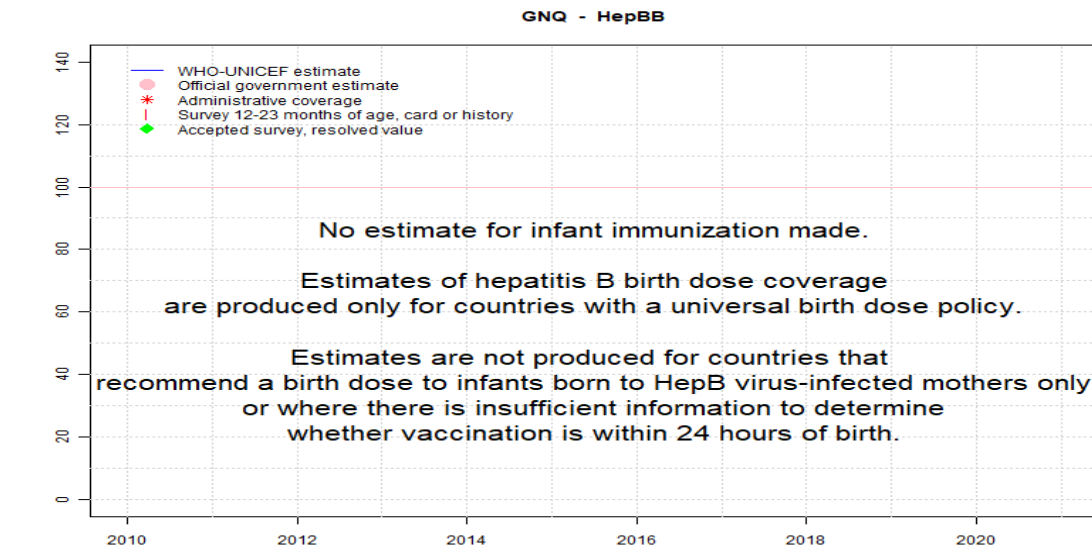 GNQ - HepBB
WHO-UNICEF estimate
Official government estimate
Administrative coverage
Survey 12-23 months of age, card or history
Accepted survey, resolved value
140
120
100
80
60
40
20
0
No estimate for infant immunization made.
Estimates of hepatitis B birth dose coverage
are produced only for countries with a universal birth dose policy.
Estimates are not produced for countries that
recommend a birth dose to infants born to HepB virus-infected mothers only
or where there is insufficient information to determine
whether vaccination is within 24 hours of birth.
2010 2012 2014 2016 2018 2020